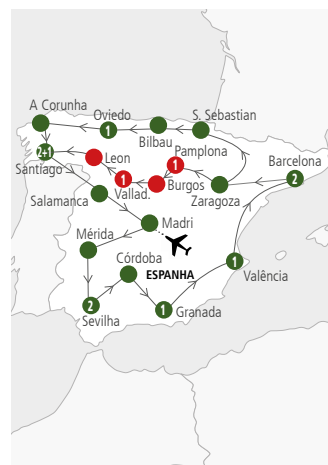 A Corunha
Oviedo
1
Bilbau
S. Sebastian
2+1
Santiago
Leon
Pamplona
1
Barcelona
2
1
Vallad.
Burgos
Zaragoza
Salamanca
Madri
Mérida
Córdoba
ESPANHA
1
Valência
2
Sevilha
1
Granada